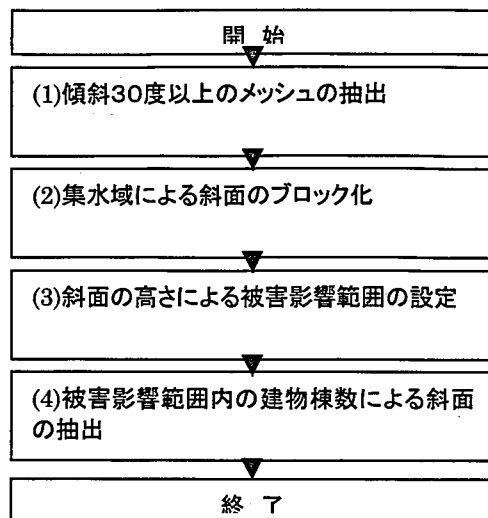 開 始
(1)傾斜30度以上のメッシュの抽出
(2)集水域による斜面のブロック化
(3)斜面の高さによる被害影響範囲の設定
(4)被害影響範囲内の建物棟数による斜面
の抽出
終 了